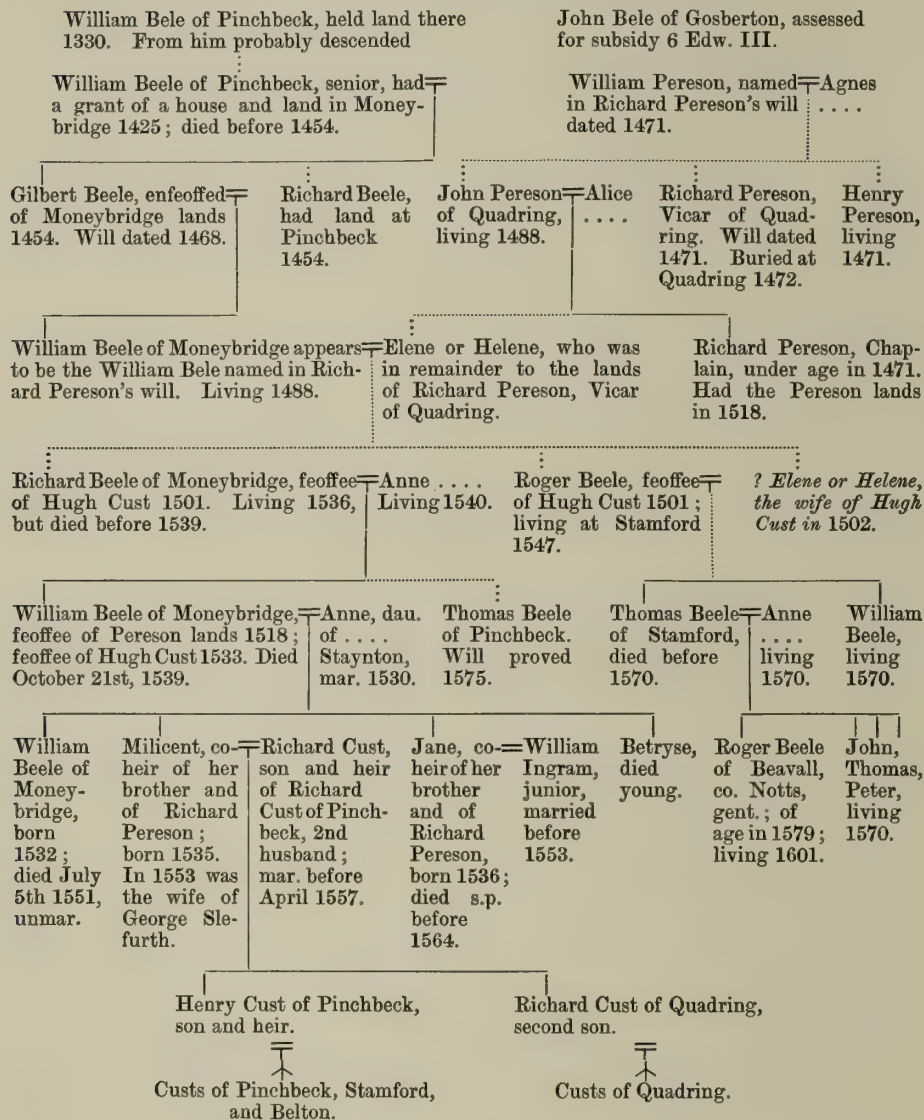 William Bele of Pinchbeck, held land there
1330. From him probably descended
John Bele of Gosberton, assessed
for subsidy 6 Edw. III.
William Beele of Pinchbeck, senior, had
a grant of a house and land in Money-
bridge 1425; died before 1454.
William Pereson, named
in Richard Pereson's will
dated 1471.
Agnes
....
Gilbert Beele, enfeoffed
of Moneybridge lands
1454. Will dated 1468.
Richard Beele,
had land at
Pinchbeck
1454.
John Pereson
of Quadring,
living 1488.
Alice
....
Richard Pereson,
Vicar of Quad-
ring. Will dated
1471. Buried at
Quadring 1472.
Henry
Pereson,
living
1471.
William Beele of Moneybridge appears
to be the William Bele named in Rich-
ard Pereson's will. Living 1488.
Elene or Helene, who was
in remainder to the lands
of Richard Pereson, Vicar
of Quadring.
Richard Pereson, Chap-
lain, under age in 1471.
Had the Pereson lands
in 1518.
Richard Beele of Moneybridge, feoffee
of Hugh Cust 1501. Living 1536,
but died before 1539.
Anne ....
Living 1540.
Roger Beele, feoffee
of Hugh Cust 1501;
living at Stamford
1547.
? Elene or Helene,
the wife of Hugh
Cust in 1502.
William Beele of Moneybridge,
feoffee of Pereson lands 1518;
feoffee of Hugh Cust 1533. Died
October 21st, 1539.
Anne, dau.
of ....
Staynton,
mar. 1530.
Thomas Beele
of Pinchbeck.
Will proved
1575.
Thomas Beele
of Stamford,
died before
1570.
Anne
....
living
1570.
William
Beele,
living
1570.
William
Beele of
Money-
bridge,
born
1532;
died July
5th 1551,
unmar.
Milicent, co-
heir of her
brother and
of Richard
Pereson;
born 1535.
In 1553 was
the wife of
George Sle-
furth.
Richard Cust,
son and heir
of Richard
Cust of Pinch-
beck, 2nd
husband;
mar. before
April 1557.
Jane, co-
heir of her
brother
and of
Richard
Pereson,
born 1536;
died s.p.
before
1564.
William
Ingram,
junior,
married
before
1553.
Betryse,
died
young.
Roger Beele
of Beavall,
co. Notts,
gent.; of
age in 1579;
living 1601.
John,
Thomas,
Peter,
living
1570.
Henry Cust of Pinchbeck,
son and heir.
Richard Cust of Quadring,
second son.
Custs of Pinchbeck, Stamford,
and Belton.
Custs of Quadring.